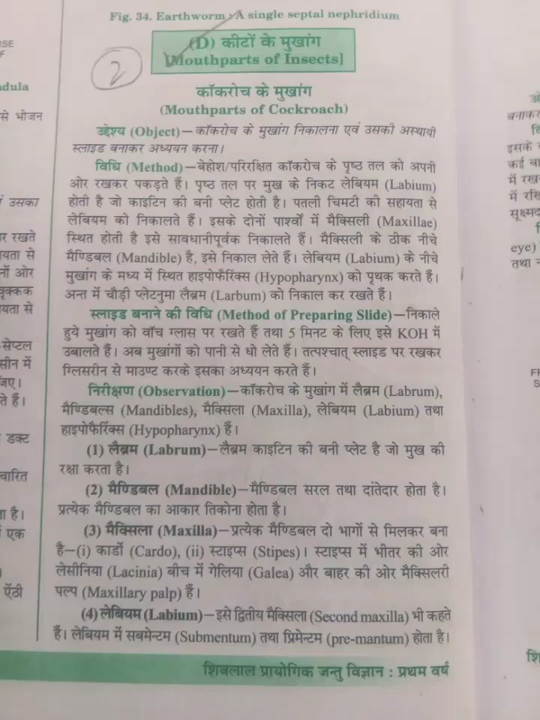 Fig. 34. Earthworm : A single septal nephridium
(D) कीटों के मुखांग
[Mouthparts of Insects]
2
कॉकरोच के मुखांग
(Mouthparts of Cockroach)
उद्देश्य (Object)—कॉकरोच के मुखांग निकालना एवं उसकी अस्थायी
स्लाइड बनाकर अध्ययन करना।
विधि (Method)—बेहोश/परिरक्षित कॉकरोच के पृष्ठ तल को अपनी
ओर रखकर पकड़ते हैं। पृष्ठ तल पर मुख के निकट लेबियम (Labium)
होती है जो काइटिन की बनी प्लेट होती है। पतली चिमटी की सहायता से
लेबियम को निकालते हैं। इसके दोनों पार्श्वों में मैक्सिली (Maxillae)
स्थित होती है इसे सावधानीपूर्वक निकालते हैं। मैक्सिली के ठीक नीचे
मैण्डिबल (Mandible) है, इसे निकाल लेते हैं। लेबियम (Labium) के नीचे
मुखांग के मध्य में स्थित हाइपोफैरिंक्स (Hypopharynx) को पृथक करते हैं।
अन्त में चौड़ी प्लेटनुमा लैब्रम (Larbum) को निकाल कर रखते हैं।
स्लाइड बनाने की विधि (Method of Preparing Slide)—निकाले
हुये मुखांग को वॉच ग्लास पर रखते हैं तथा 5 मिनट के लिए इसे KOH में
उबालते हैं। अब मुखांगों को पानी से धो लेते हैं। तत्पश्चात् स्लाइड पर रखकर
ग्लिसरीन से माउण्ट करके इसका अध्ययन करते हैं।
निरीक्षण (Observation)—कॉकरोच के मुखांग में लैब्रम (Labrum),
मैण्डिबल्स (Mandibles), मैक्सिला (Maxilla), लेबियम (Labium) तथा
हाइपोफैरिंक्स (Hypopharynx) हैं।
(1) लैब्रम (Labrum)—लैब्रम काइटिन की बनी प्लेट है जो मुख की
रक्षा करता है।
(2) मैण्डिबल (Mandible)—मैण्डिबल सरल तथा दांतेदार होता है।
प्रत्येक मैण्डिबल का आकार तिकोना होता है।
(3) मैक्सिला (Maxilla)—प्रत्येक मैण्डिबल दो भागों से मिलकर बना
है—(i) कार्डो (Cardo), (ii) स्टाइप्स (Stipes)। स्टाइप्स में भीतर की ओर
लेसीनिया (Lacinia) बीच में गेलिया (Galea) और बाहर की ओर मैक्सिलरी
पल्प (Maxillary palp) हैं।
(4) लेबियम (Labium)—इसे द्वितीय मैक्सिला (Second maxilla) भी कहते
हैं। लेबियम में सबमेन्टम (Submentum) तथा प्रिमेन्टम (pre-mantum) होता है।
शिवलाल प्रायोगिक जन्तु विज्ञान : प्रथम वर्ष